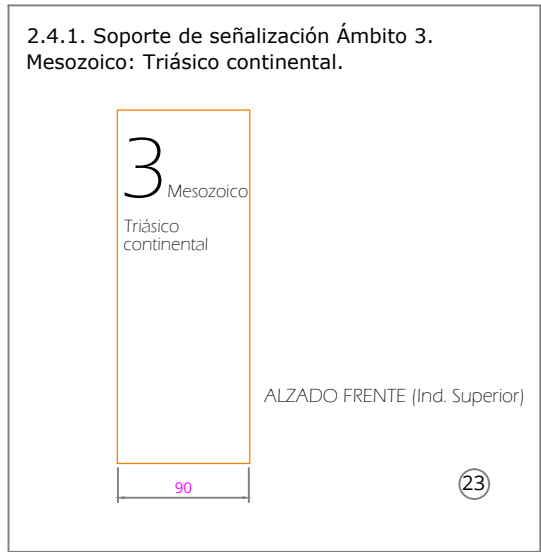 2.4.1. Soporte de señalización Ámbito 3.
Mesozoico: Triásico continental.
3 Mesozoico
Triásico
continental
ALZADO FRENTE (Ind. Superior)
90
23